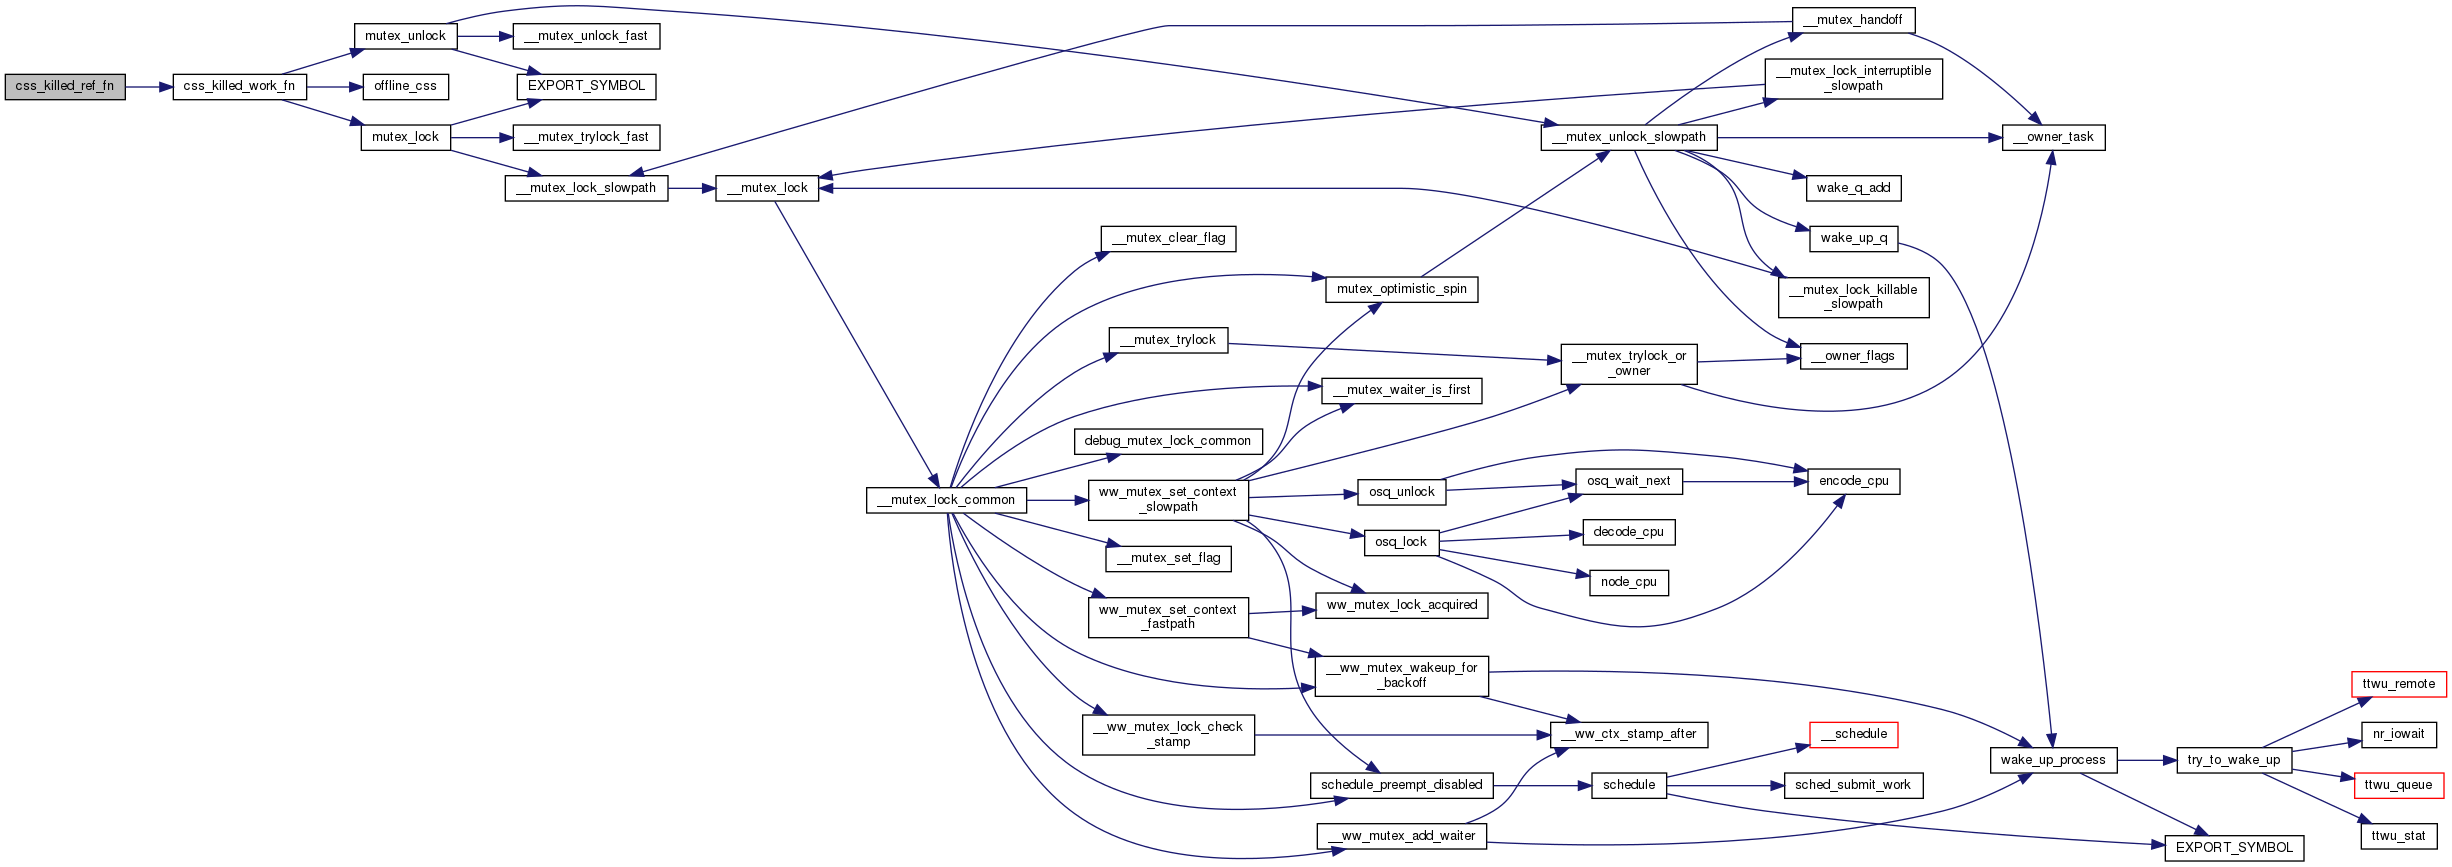 css_killed_ref_fn
css_killed_work_fn
mutex_unlock
offline_css
mutex_lock
__mutex_unlock_fast
EXPORT_SYMBOL
__mutex_trylock_fast
__mutex_lock_slowpath
__mutex_lock
__mutex_lock_common
__mutex_clear_flag
__mutex_trylock
debug_mutex_lock_common
ww_mutex_set_context
_slowpath
__mutex_set_flag
ww_mutex_set_context
_fastpath
__ww_mutex_lock_check
_stamp
mutex_optimistic_spin
__mutex_waiter_is_first
osq_unlock
osq_lock
ww_mutex_lock_acquired
__ww_mutex_wakeup_for
_backoff
schedule_preempt_disabled
__ww_mutex_add_waiter
__mutex_unlock_slowpath
__mutex_trylock_or
_owner
osq_wait_next
decode_cpu
node_cpu
__ww_ctx_stamp_after
schedule
__mutex_handoff
__mutex_lock_interruptible
_slowpath
wake_q_add
wake_up_q
__mutex_lock_killable
_slowpath
__owner_flags
encode_cpu
__schedule
sched_submit_work
__owner_task
wake_up_process
try_to_wake_up
EXPORT_SYMBOL
ttwu_remote
nr_iowait
ttwu_queue
ttwu_stat